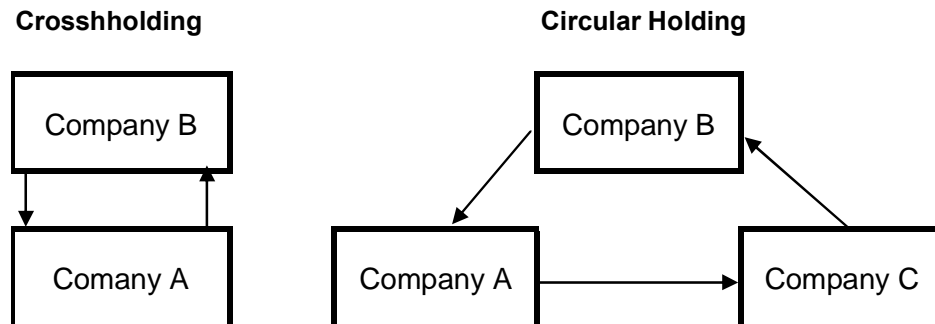 Crosshholding
Circular Holding
Company B
Company B
Comany A
Company A
Company C